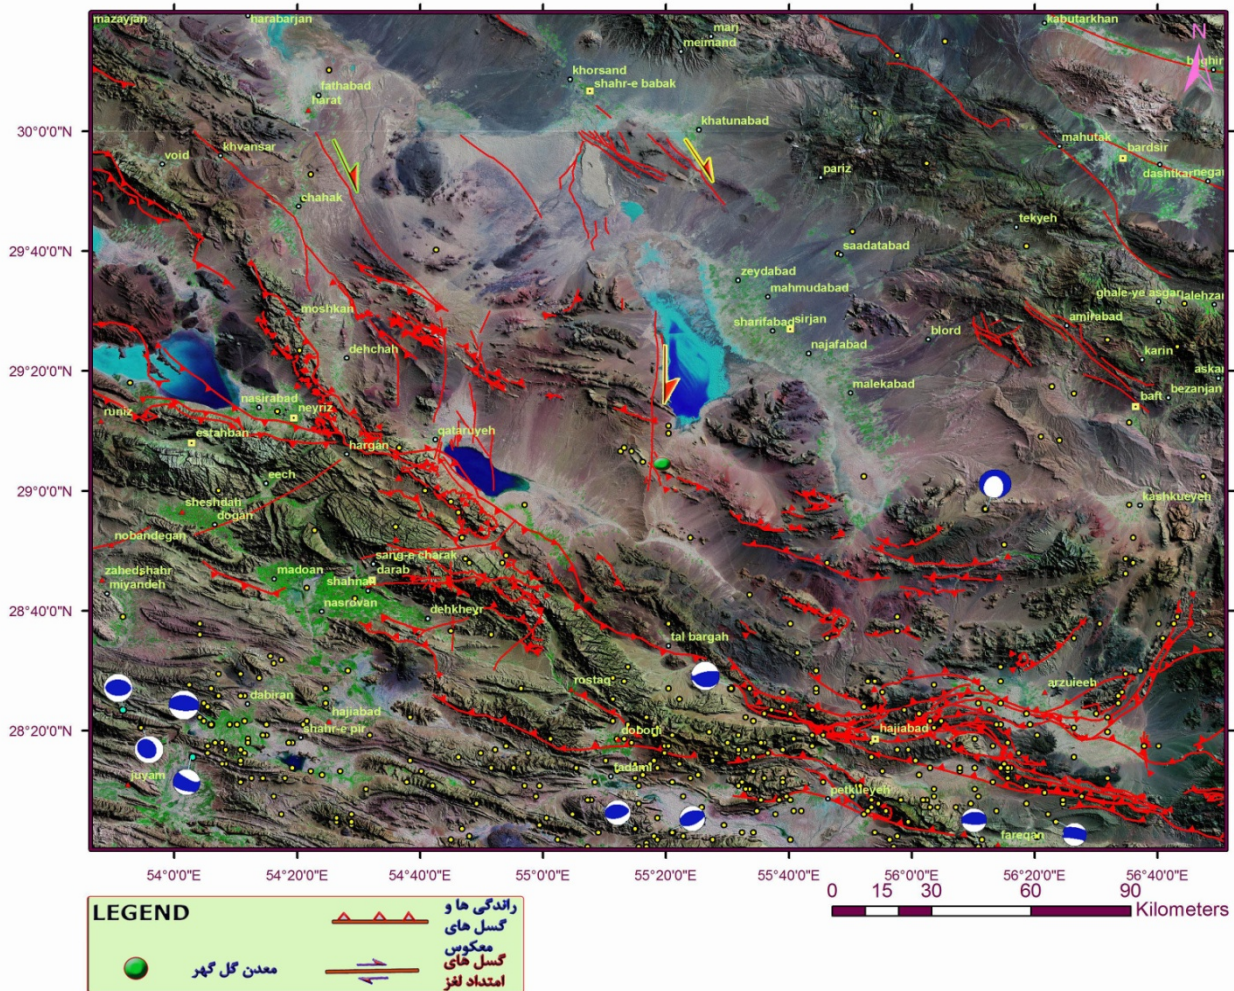 mazayjan
harabarjan
marj
meimand
kabutarkhan
N
khorsand
shahr-e babak
fathabad
harat
khatunabad
30°0'0"N
mahutak
bardsir
void
khvansar
pariz
dashtkar
negar
chahak
tekyeh
29°40'0"N
saadatabad
zeydabad
mahmudabad
ghale-ye asgar
lalehzar
moshkan
sharifabad
sirjan
amirabad
blord
dehchah
najafabad
karin
29°20'0"N
malekabad
bezanjan
baft
nasirabad
neyriz
runiz
estahban
qataruyeh
hargan
eech
29°0'0"N
kashkueyeh
sheshdeh
dogan
nobandegan
sang-e charak
zahedshahr
miyandeh
madoan
darab
shahnan
28°40'0"N
nasrovan
dehkheyr
tal bargah
rostaq
arzuieeh
dabiran
hajiabad
28°20'0"N
shahr-e pir
doborji
hajiabad
juyam
fadami
petkueyeh
fareqan
54°0'0"E
54°20'0"E
54°40'0"E
55°0'0"E
55°20'0"E
55°40'0"E
56°0'0"E
56°20'0"E
56°40'0"E
0 15 30 60 90
Kilometers
LEGEND
راندگی ها و
گسل های
معکوس
معدن گل گهر
گسل های
امتداد لغز